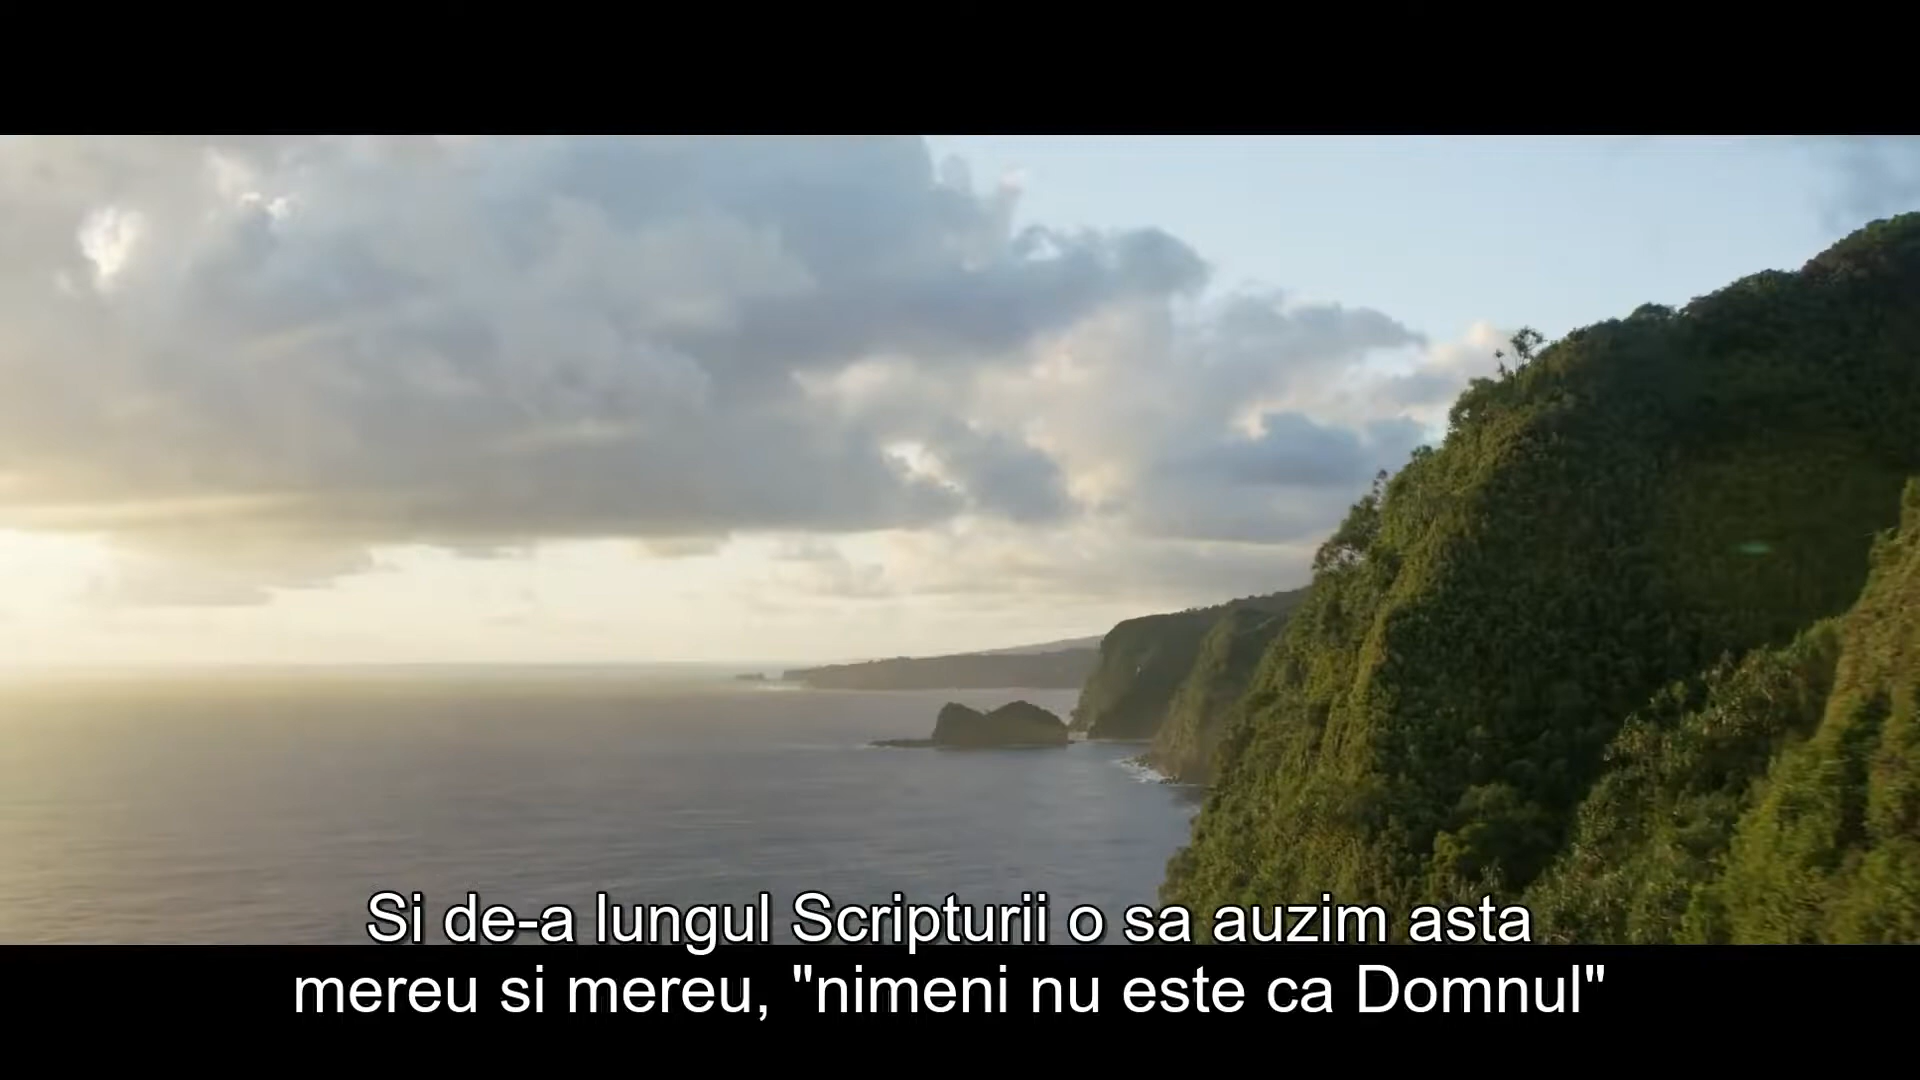 Si de-a lungul Scripturii o sa auzim asta
mereu si mereu, "nimeni nu este ca Domnul"